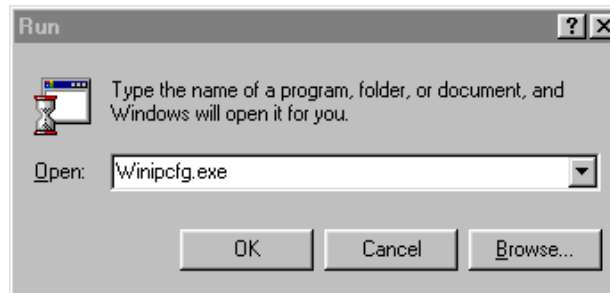 Run
Type the name of a program, folder, or document, and
Windows will open it for you.
Open: Winipcfg.exe
OK Cancel Browse...